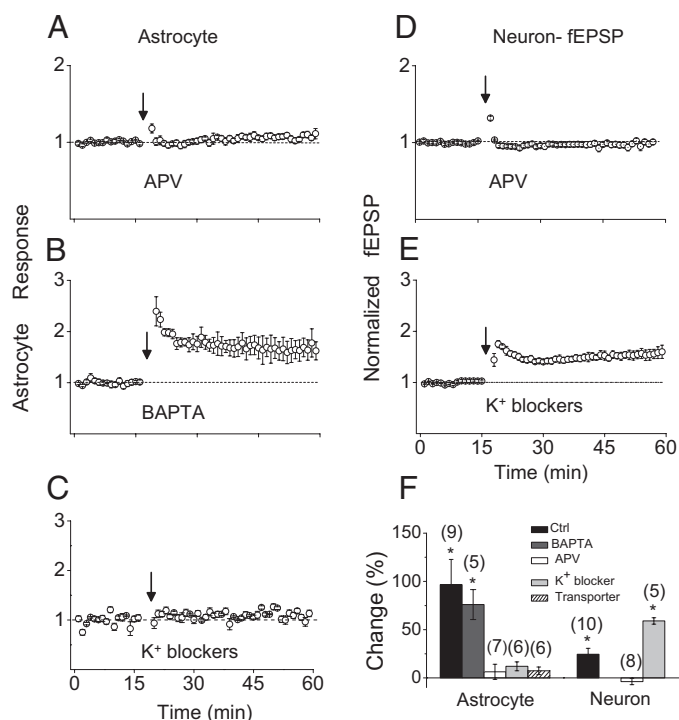 A
Astrocyte
2
1
APV
B
3
2
1
BAPTA
C
3
2
1
K+ blockers
0 15 30 45 60
Time (min)
Astrocyte Response
D
Neuron- fEPSP
2
1
APV
E
3
2
1
K+ blockers
0 15 30 45 60
Time (min)
Normalized fEPSP
F
150
100
50
0
Change (%)
Ctrl
BAPTA
APV
K+ blocker
Transporter
(9)
*
(5)
*
(7) (6) (6)
(10)
*
(8)
(5)
*
Astrocyte Neuron